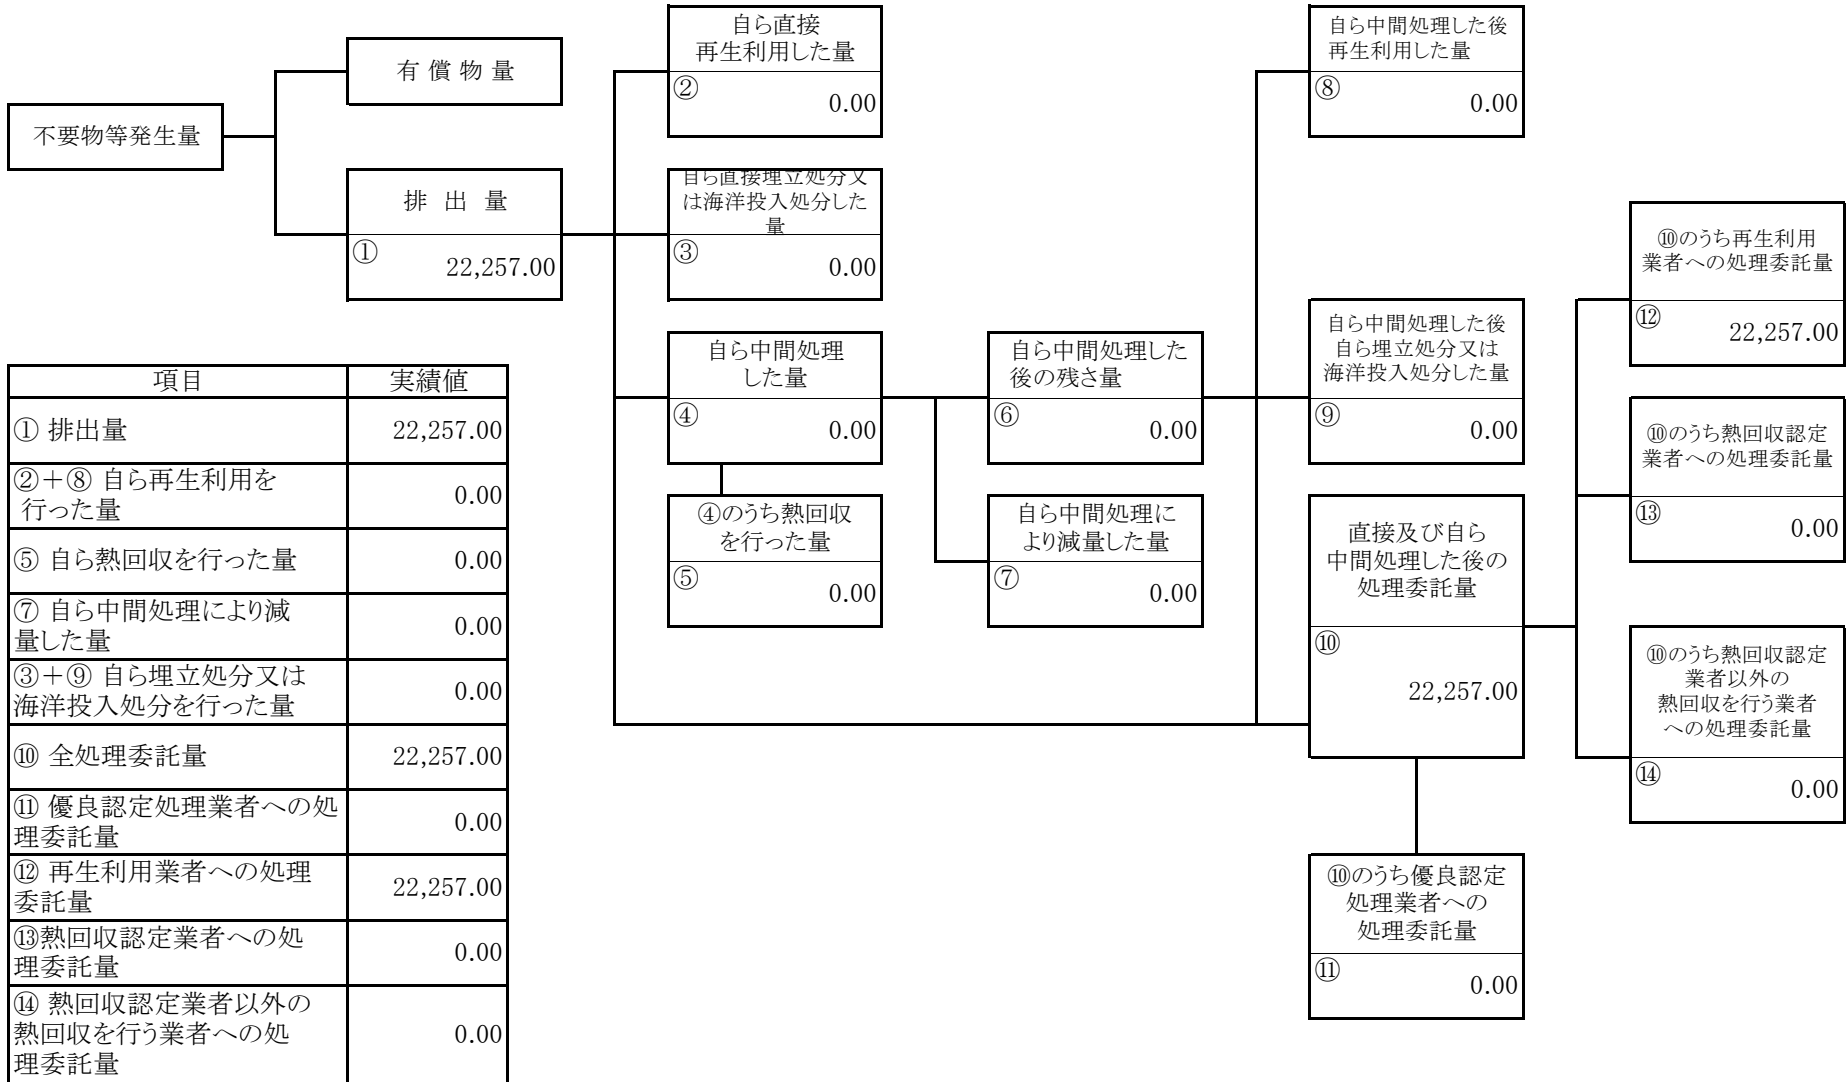 不要物等発生量
有 償 物 量
排 出 量
①
22,257.00
自ら直接
再生利用した量
②
0.00
自ら直接埋立処分又
は海洋投入処分した
量
③
0.00
自ら中間処理
した量
④
0.00
④のうち熱回収
を行った量
⑤
0.00
自ら中間処理した
後の残さ量
⑥
0.00
自ら中間処理に
より減量した量
⑦
0.00
自ら中間処理した後
再生利用した量
⑧
0.00
自ら中間処理した後
自ら埋立処分又は
海洋投入処分した量
⑨
0.00
直接及び自ら
中間処理した後の
処理委託量
⑩
22,257.00
⑩のうち優良認定
処理業者への
処理委託量
⑪
0.00
⑩のうち再生利用
業者への処理委託量
⑫
22,257.00
⑩のうち熱回収認定
業者への処理委託量
⑬
0.00
⑩のうち熱回収認定
業者以外の
熱回収を行う業者
への処理委託量
⑭
0.00
項目 実績値
① 排出量 22,257.00
②＋⑧ 自ら再生利用を
行った量 0.00
⑤ 自ら熱回収を行った量 0.00
⑦ 自ら中間処理により減
量した量 0.00
③＋⑨ 自ら埋立処分又は
海洋投入処分を行った量 0.00
⑩ 全処理委託量 22,257.00
⑪ 優良認定処理業者への処
理委託量 0.00
⑫ 再生利用業者への処理
委託量 22,257.00
⑬熱回収認定業者への処
理委託量 0.00
⑭ 熱回収認定業者以外の
熱回収を行う業者への処
理委託量 0.00